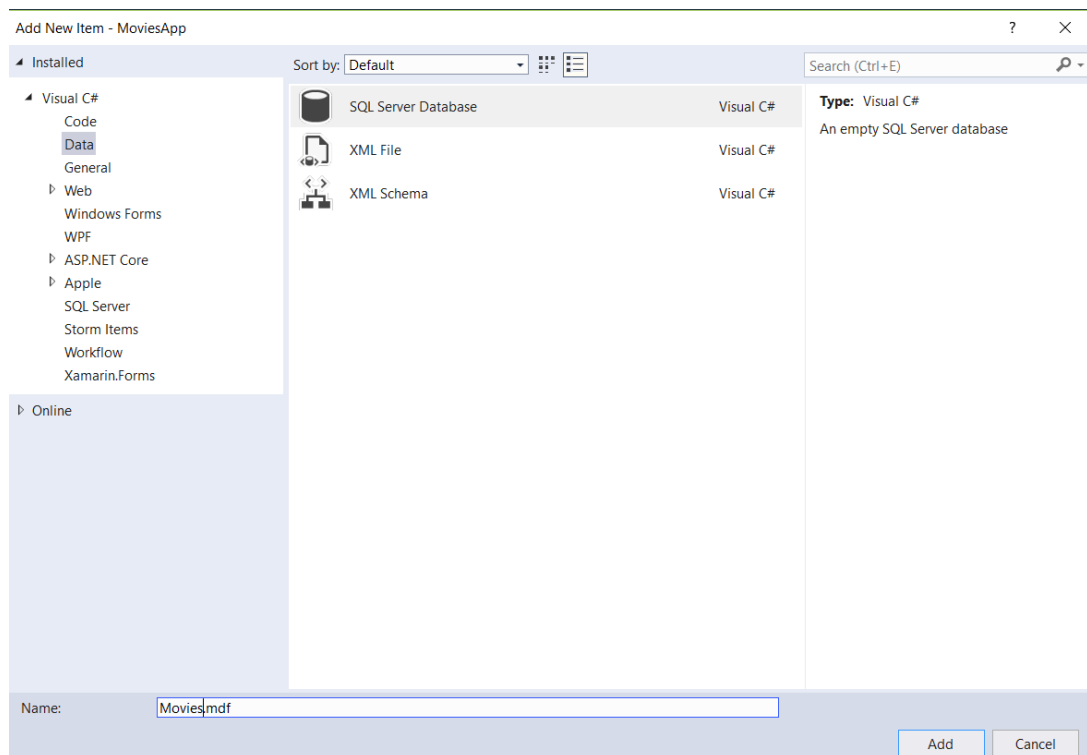 Add New Item - MoviesApp
?
Installed
Sort by: Default
Search (Ctrl+E)
Visual C#
Code
Data
General
Web
Windows Forms
WPF
ASP.NET Core
Apple
SQL Server
Storm Items
Workflow
Xamarin.Forms
Online
SQL Server Database Visual C#
XML File Visual C#
XML Schema Visual C#
Type: Visual C#
An empty SQL Server database
Name: Movies.mdf
Add Cancel